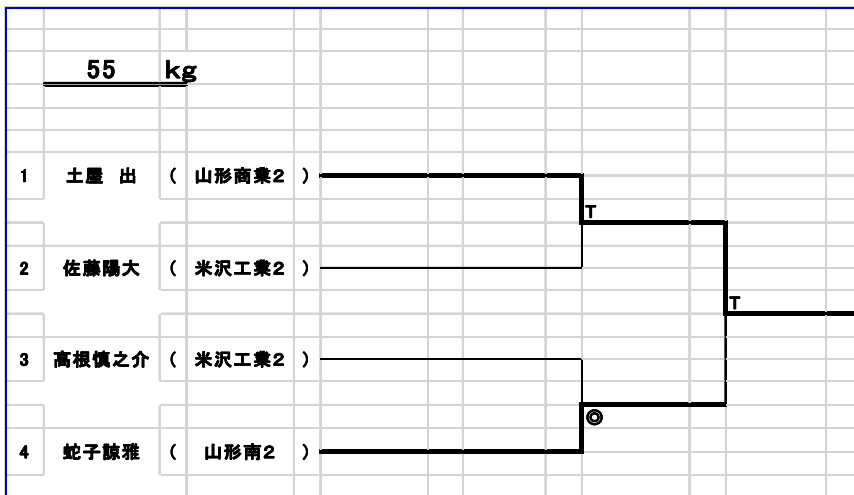 55 kg
1 土屋 出 ( 山形商業2 )
T
2 佐藤陽大 ( 米沢工業2 )
T
3 高根慎之介 ( 米沢工業2 )
◎
4 蛇子諒雅 ( 山形南2 )